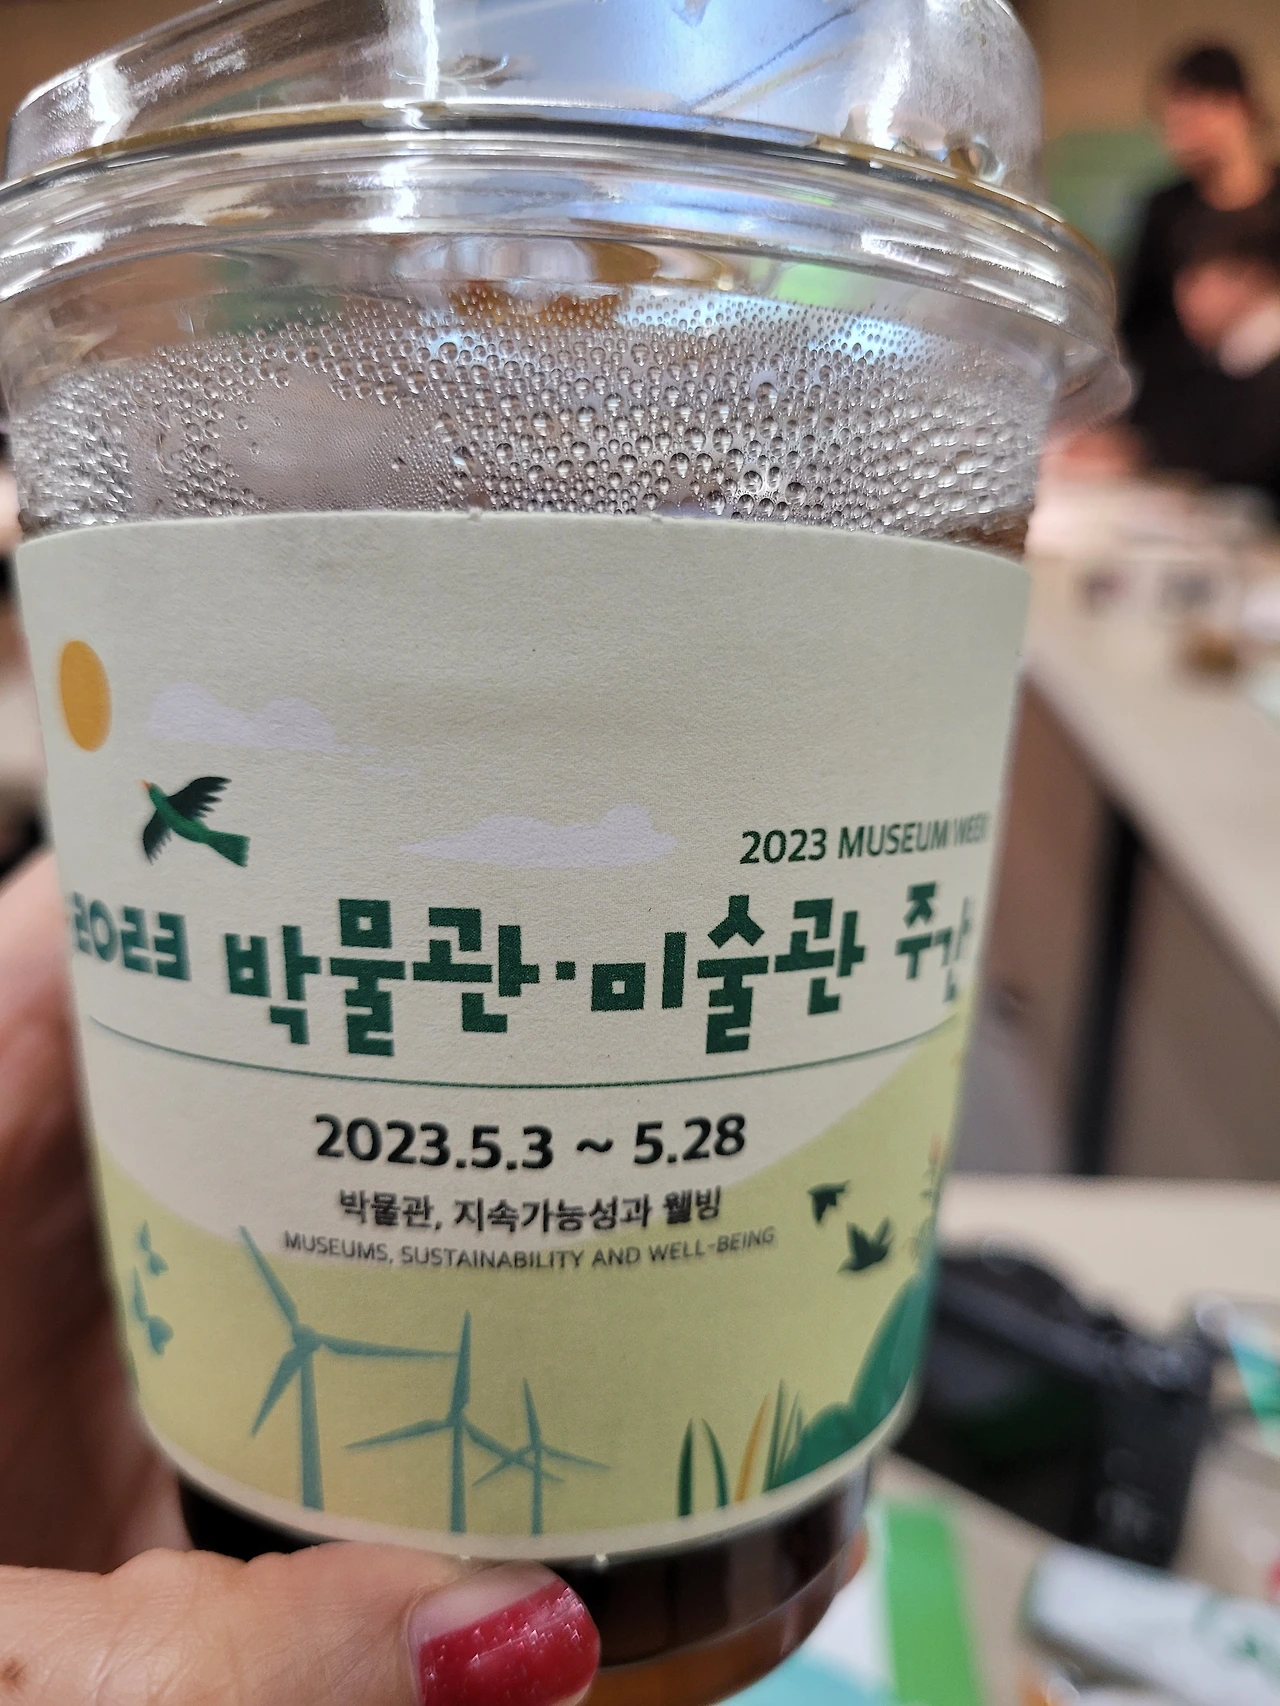 2023 MUSEUM WEEK
2023 박물관·미술관 주간
2023.5.3 ~ 5.28
박물관, 지속가능성과 웰빙
MUSEUMS, SUSTAINABILITY AND WELL-BEING